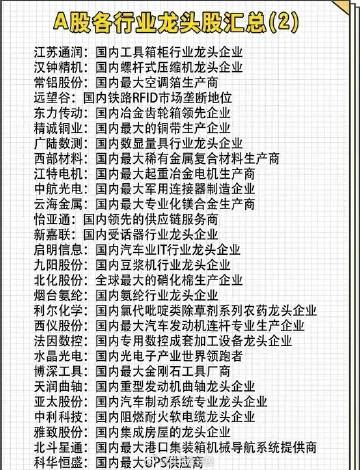 A股各行业龙头股汇总(2)
江苏通润：国内工具箱柜行业龙头企业
汉钟精机：国内螺杆式压缩机龙头企业
常铝股份：国内最大空调箔生产商
远望谷：国内铁路RFID市场垄断地位
东力传动：国内冶金齿轮箱领先企业
精诚铜业：国内最大的铜带生产企业
广陆数测：国内数显量具行业龙头企业
西部材料：国内最大稀有金属复合材料生产商
江特电机：国内最大起重冶金电机生产商
中航光电：国内最大军用连接器制造企业
云海金属：国内最大专业化镁合金生产商
怡亚通：国内领先的供应链服务商
新嘉联：国内受话器行业龙头企业
启明信息：国内汽车业IT行业龙头企业
九阳股份：国内豆浆机行业龙头企业
北化股份：全球最大的硝化棉生产企业
烟台氨纶：国内氨纶行业龙头企业
利尔化学：国内氯代吡啶类除草剂系列农药龙头企业
西仪股份：国内最大汽车发动机连杆专业生产企业
法因数控：国内专用数控成套加工设备龙头企业
水晶光电：国内光电子产业世界领跑者
博深工具：国内最大金刚石工具厂商
天润曲轴：国内重型发动机曲轴龙头企业
亚太股份：国内汽车制动系统专业龙头企业
中利科技：国内阻燃耐火软电缆龙头企业
雅致股份：国内集成房屋的龙头企业
北斗星通：国内最大港口集装箱机械导航系统提供商
科华恒盛：国内最大UPS供应商